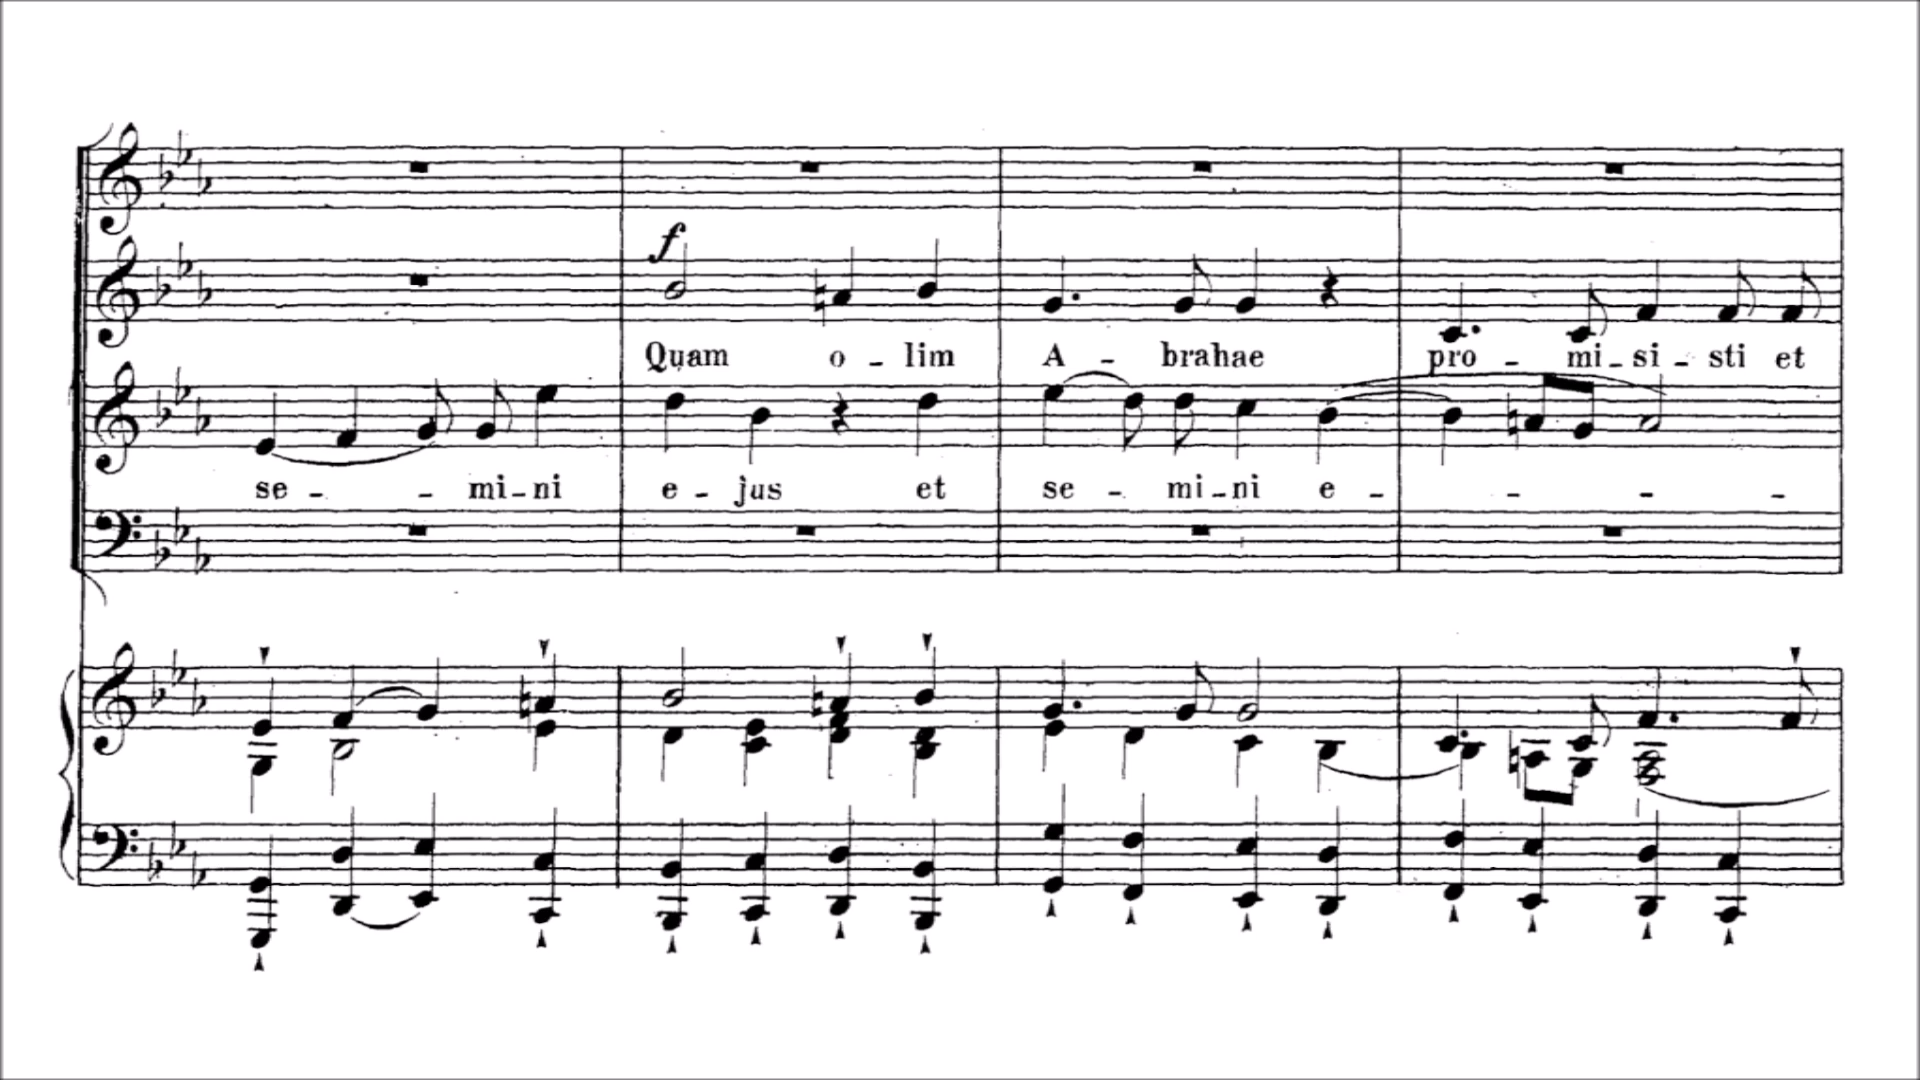 f
Quam o - lim A - brahae pro - mi - si - sti et
se - - mi - ni e - jus et se - mi - ni e - - - -